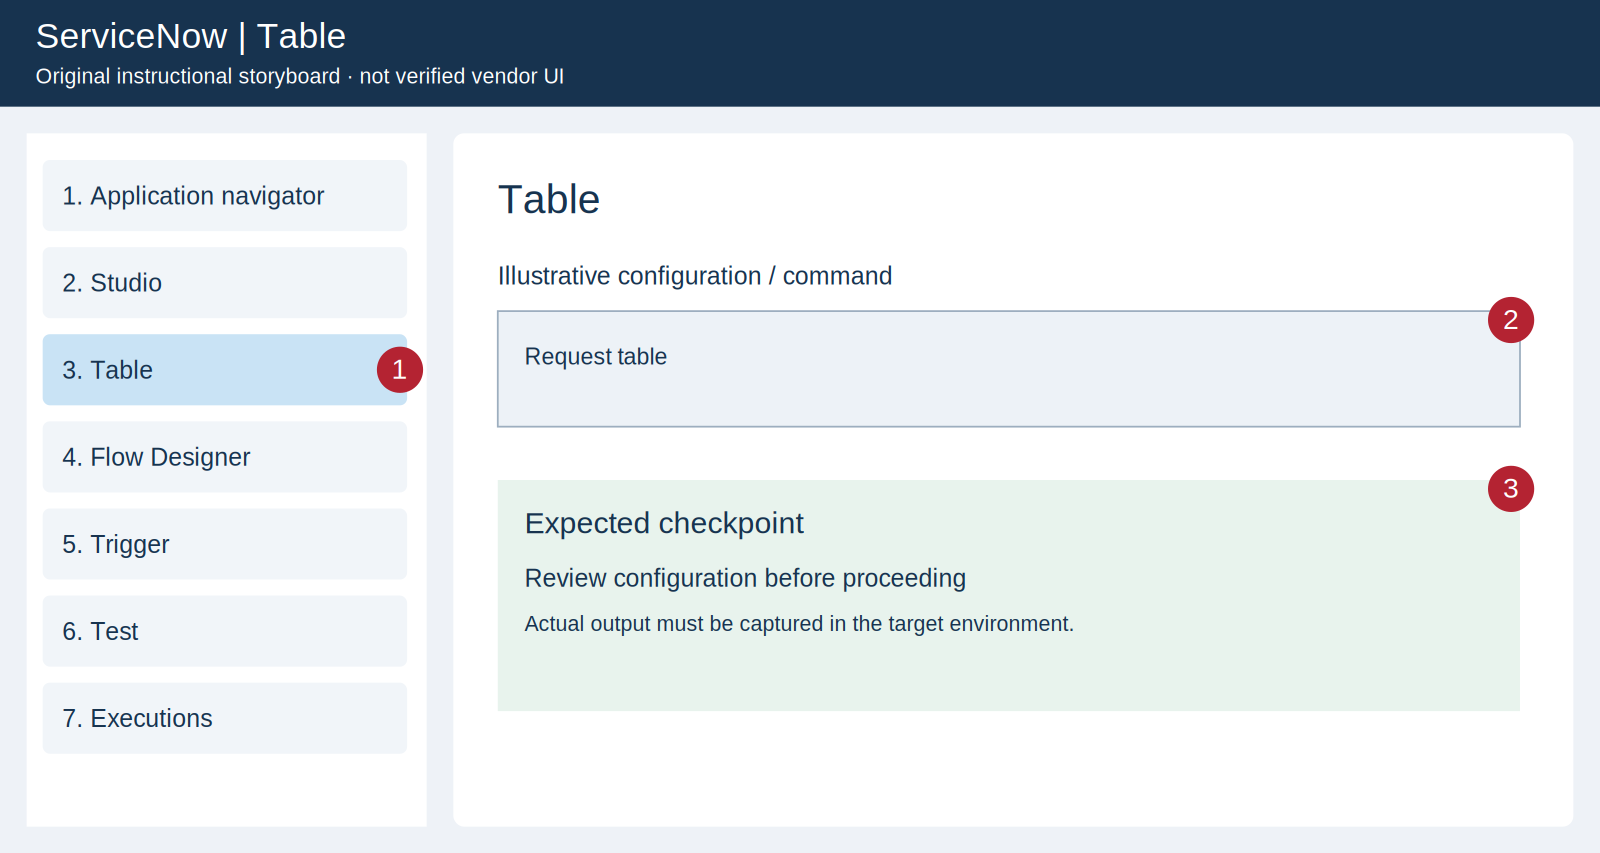 ServiceNow | Table
Original instructional storyboard · not verified vendor UI
1. Application navigator
2. Studio
3. Table
1
4. Flow Designer
5. Trigger
6. Test
7. Executions
Table
Illustrative configuration / command
2
Request table
3
Expected checkpoint
Review configuration before proceeding
Actual output must be captured in the target environment.